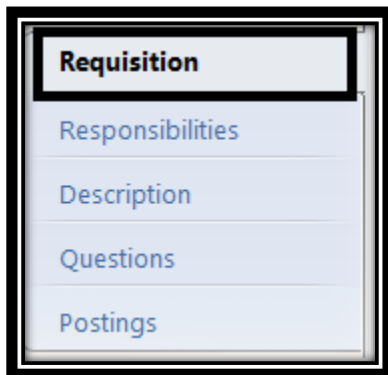 Requisition
Responsibilities
Description
Questions
Postings